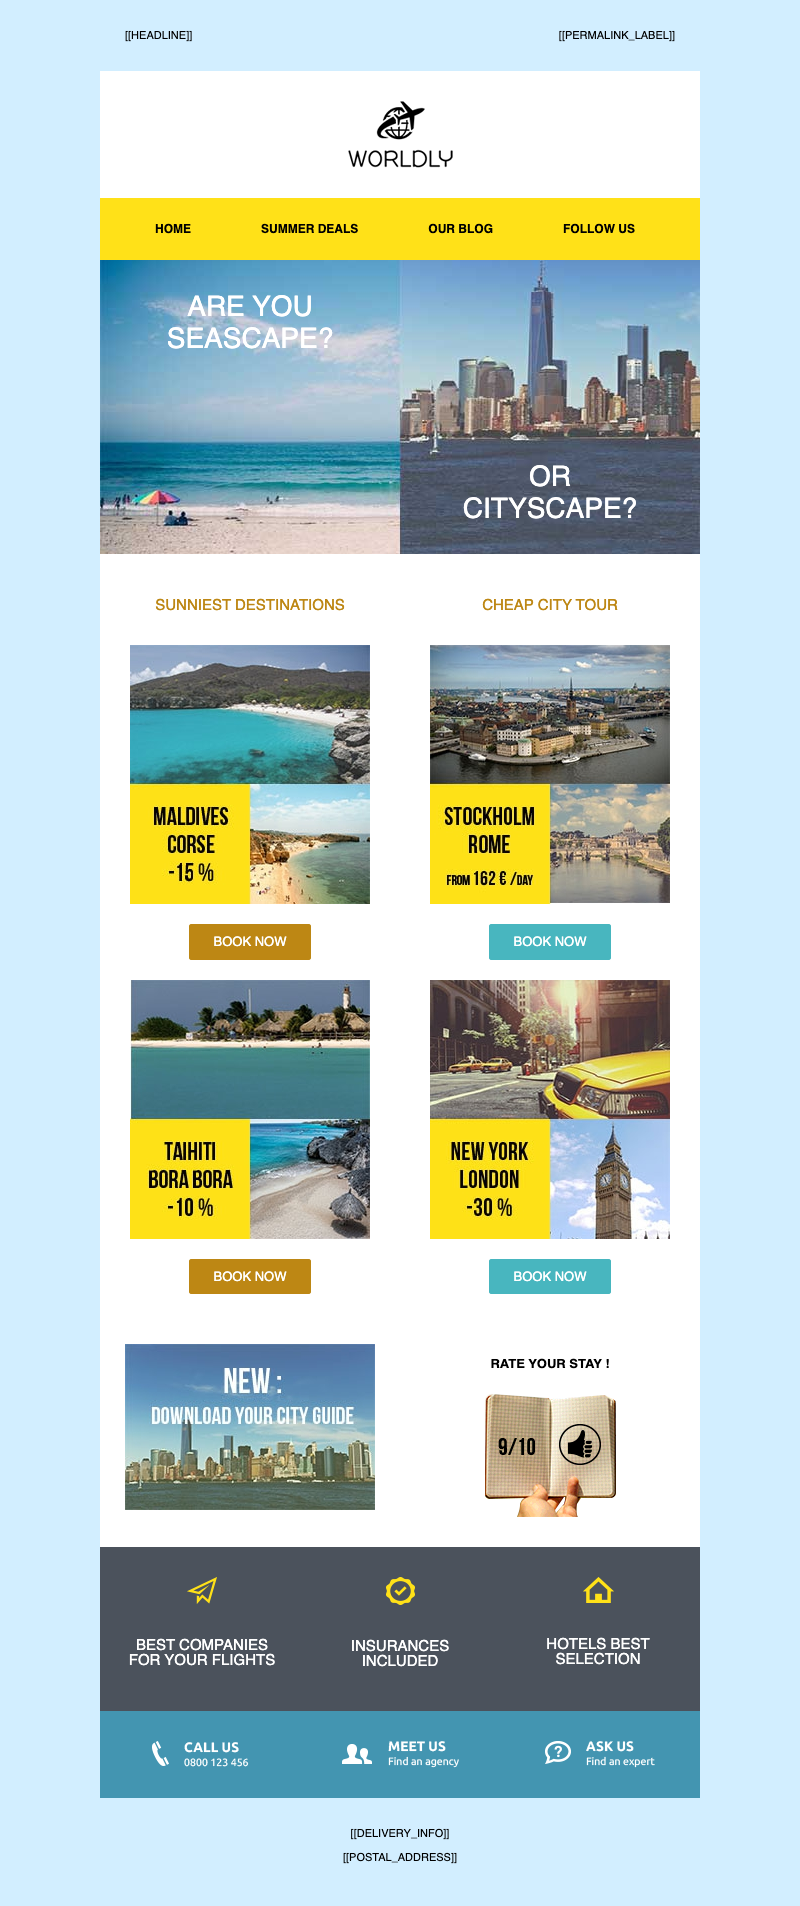 [[HEADLINE]]
[[PERMALINK_LABEL]]
WORLDLY
HOME
SUMMER DEALS
OUR BLOG
FOLLOW US
ARE YOU
SEASCAPE?
OR
CITYSCAPE?
SUNNIEST DESTINATIONS
CHEAP CITY TOUR
MALDIVES
CORSE
-15 %
STOCKHOLM
ROME
FROM 162 € /DAY
BOOK NOW
BOOK NOW
TAIHITI
BORA BORA
-10 %
NEW YORK
LONDON
-30 %
BOOK NOW
BOOK NOW
NEW :
DOWNLOAD YOUR CITY GUIDE
RATE YOUR STAY !
9/10
BEST COMPANIES
FOR YOUR FLIGHTS
INSURANCES
INCLUDED
HOTELS BEST
SELECTION
CALL US
0800 123 456
MEET US
Find an agency
ASK US
Find an expert
[[DELIVERY_INFO]]
[[POSTAL_ADDRESS]]